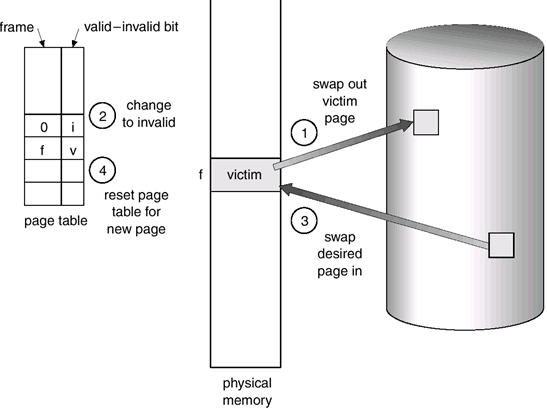 frame
valid–invalid bit
0 i
f v
2
change
to invalid
4
reset page
table for
new page
page table
f
victim
1
swap out
victim
page
3
swap
desired
page in
physical
memory